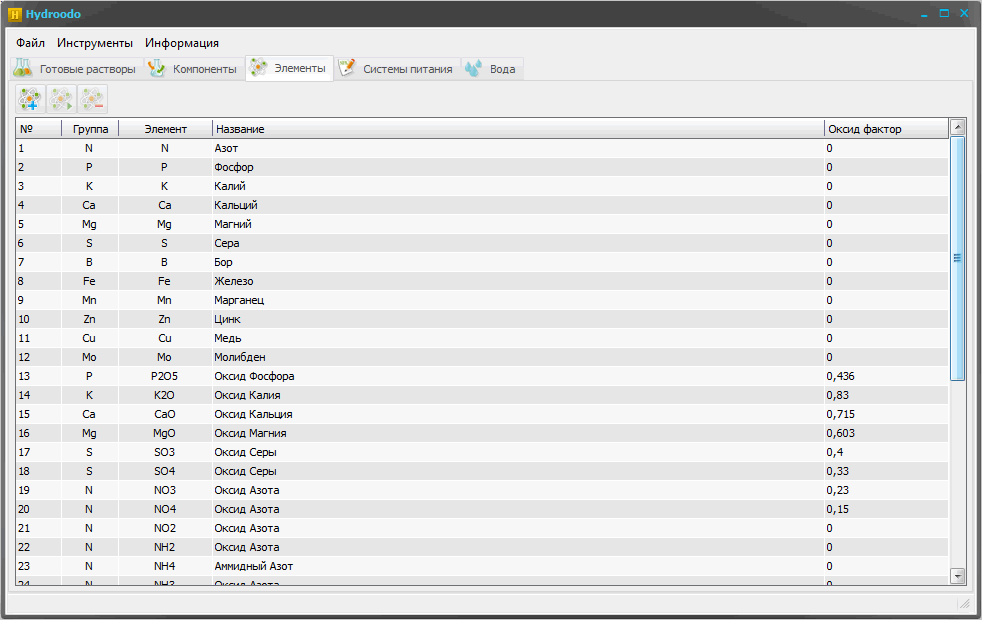 Hydroodo
Файл Инструменты Информация
Готовые растворы Компоненты Элементы Системы питания Вода
№ Группа Элемент Название Оксид фактор
1 N N Азот 0
2 P P Фосфор 0
3 K K Калий 0
4 Ca Ca Кальций 0
5 Mg Mg Магний 0
6 S S Сера 0
7 B B Бор 0
8 Fe Fe Железо 0
9 Mn Mn Марганец 0
10 Zn Zn Цинк 0
11 Cu Cu Медь 0
12 Mo Mo Молибден 0
13 P P2O5 Оксид Фосфора 0,436
14 K K2O Оксид Калия 0,83
15 Ca CaO Оксид Кальция 0,715
16 Mg MgO Оксид Магния 0,603
17 S SO3 Оксид Серы 0,4
18 S SO4 Оксид Серы 0,33
19 N NO3 Оксид Азота 0,23
20 N NO4 Оксид Азота 0,15
21 N NO2 Оксид Азота 0
22 N NH2 Оксид Азота 0
23 N NH4 Аммидный Азот 0
24 N NH3 Оксид Азота 0